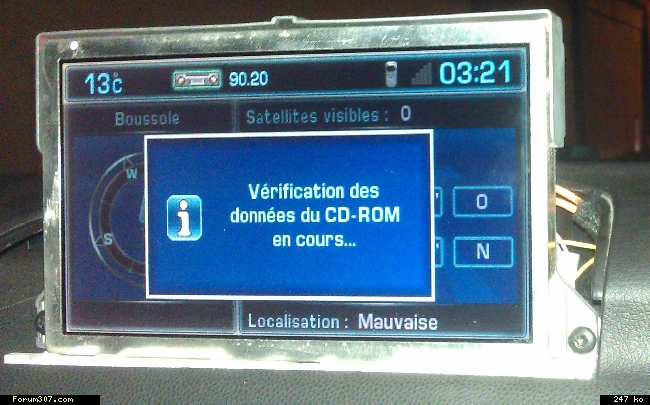 13°c 90.20 03:21
Boussole Satellites visibles : 0
Vérification des
données du CD-ROM
en cours...
W
S
O
N
Localisation : Mauvaise
Forum307.com 247 ko